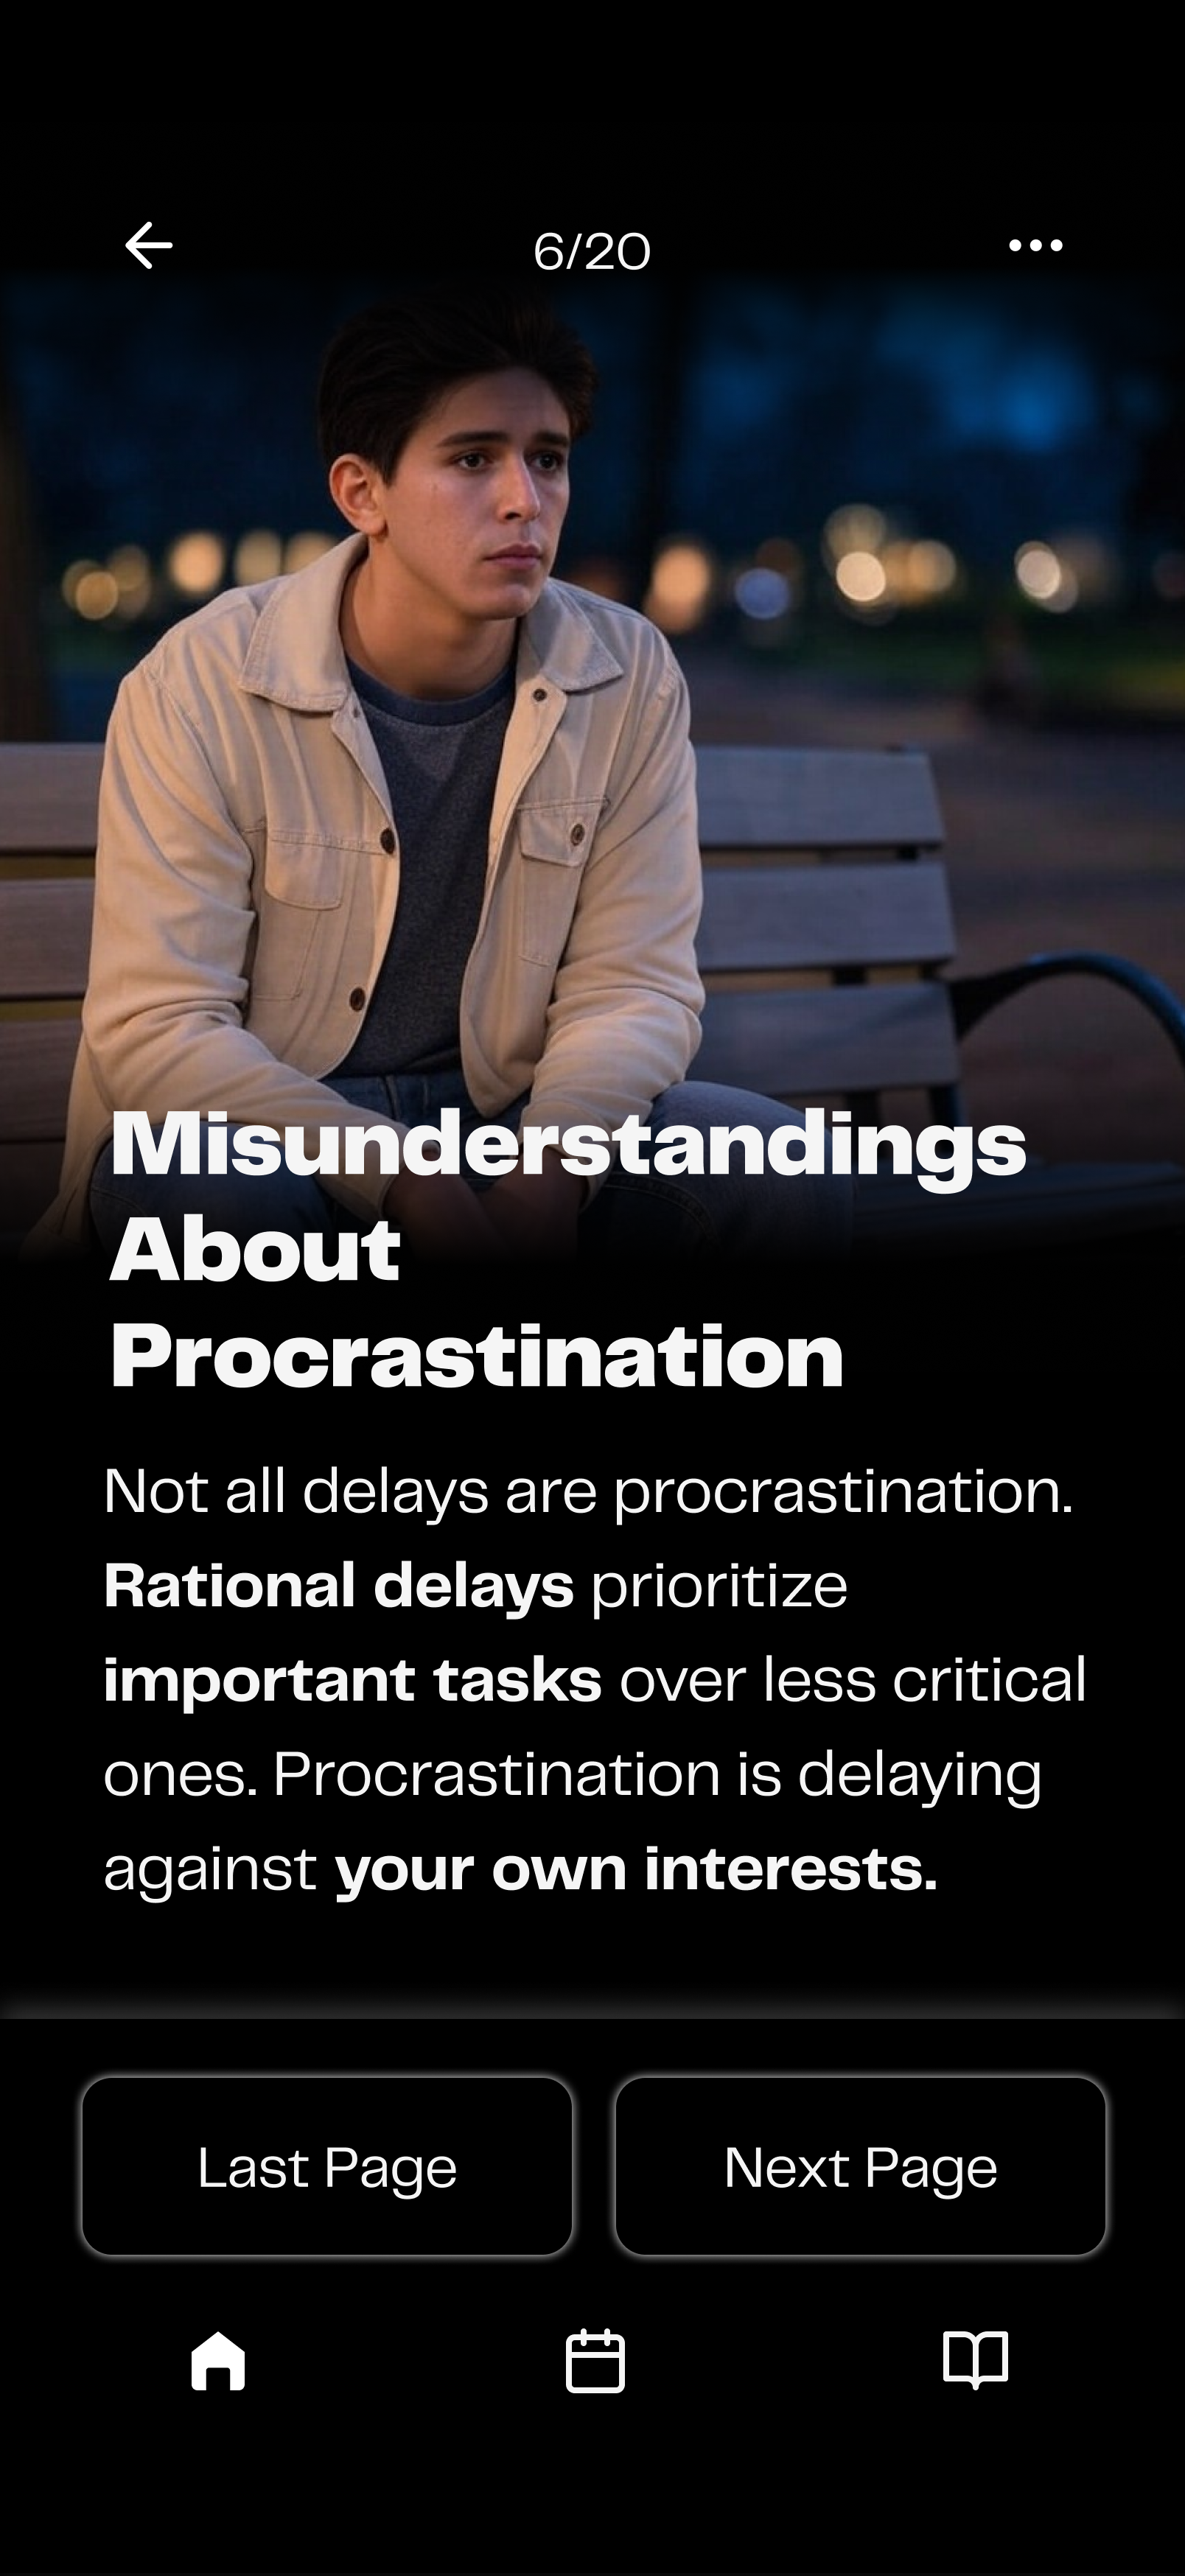 6/20
Misunderstandings
About
Procrastination
Not all delays are procrastination.
Rational delays prioritize
important tasks over less critical
ones. Procrastination is delaying
against your own interests.
Last Page
Next Page